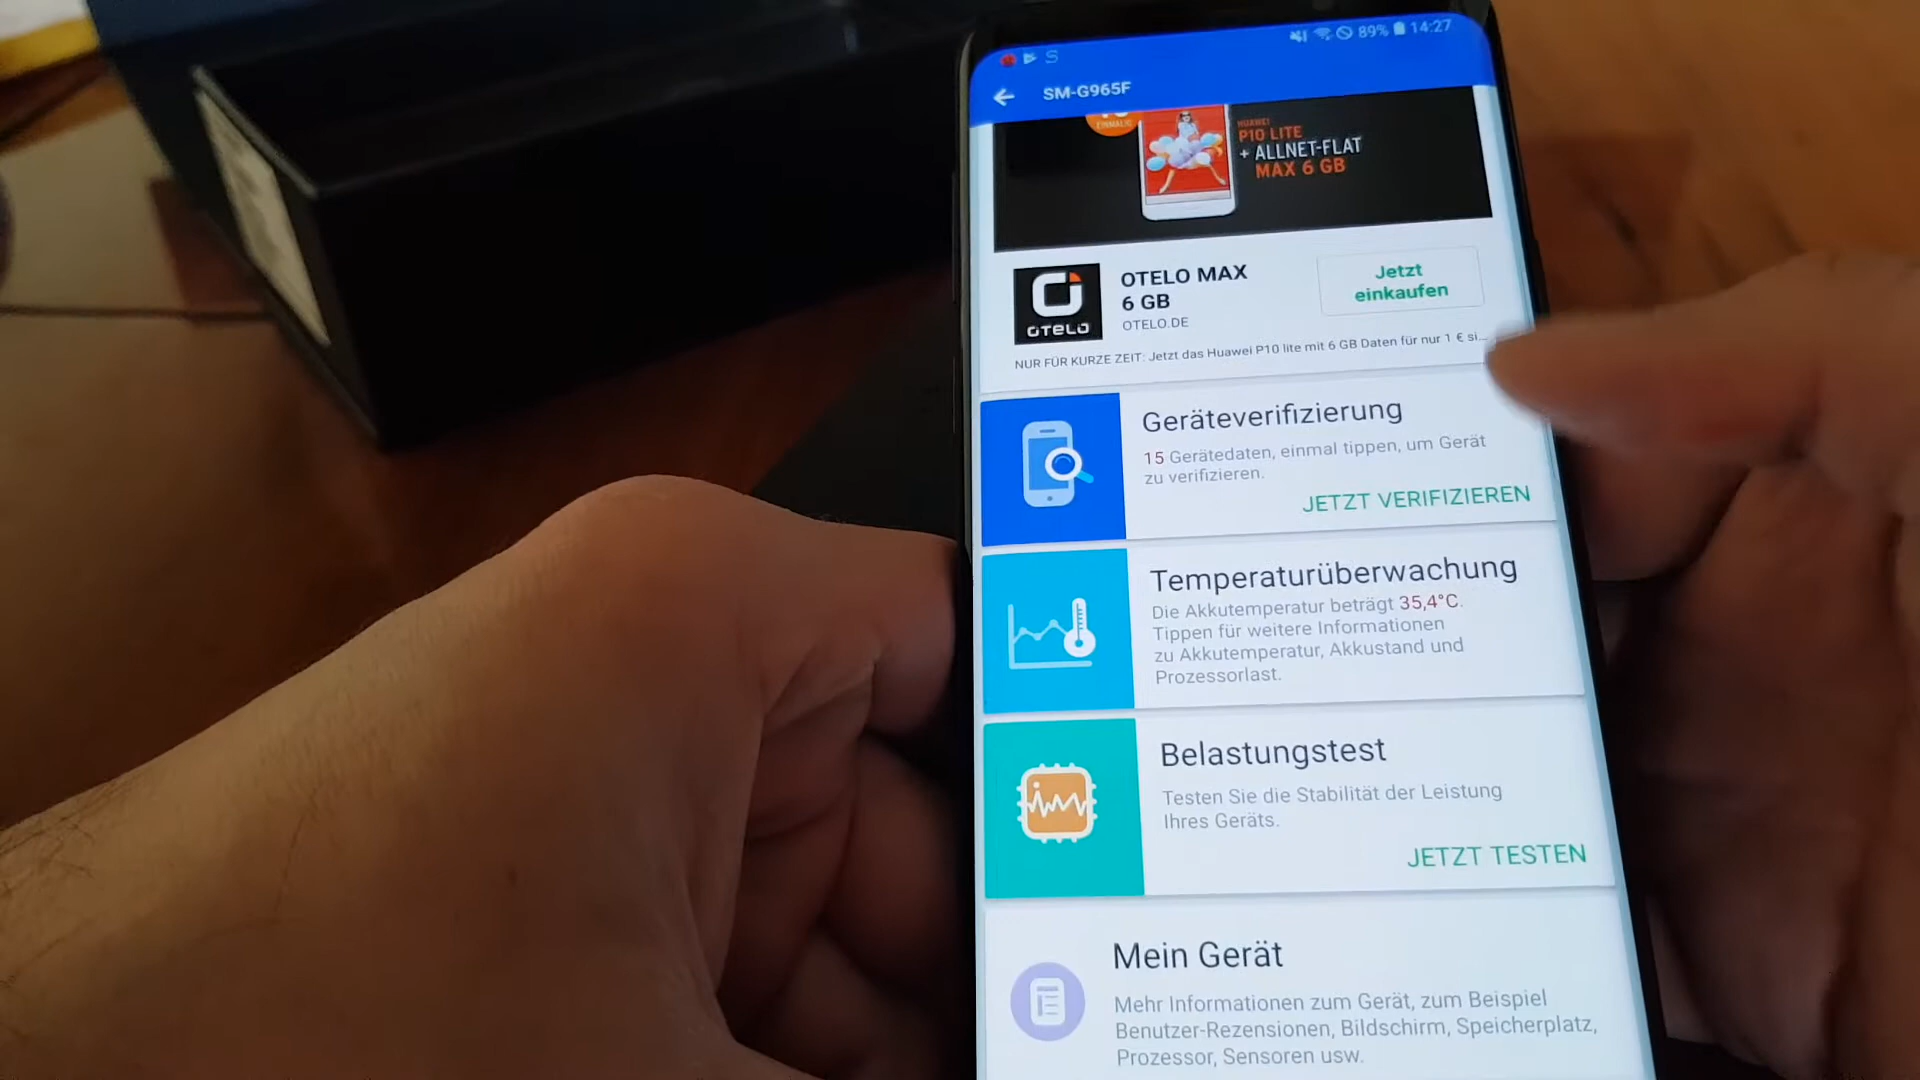 89% 14:27
SM-G965F
EINMALIG
HUAWEI
P10 LITE
+ ALLNET-FLAT
MAX 6 GB
OTELO
OTELO MAX
6 GB
OTELO.DE
Jetzt
einkaufen
NUR FÜR KURZE ZEIT: Jetzt das Huawei P10 lite mit 6 GB Daten für nur 1 € si...
Geräteverifizierung
15 Gerätedaten, einmal tippen, um Gerät
zu verifizieren.
JETZT VERIFIZIEREN
Temperaturüberwachung
Die Akkutemperatur beträgt 35,4°C.
Tippen für weitere Informationen
zu Akkutemperatur, Akkustand und
Prozessorlast.
Belastungstest
Testen Sie die Stabilität der Leistung
Ihres Geräts.
JETZT TESTEN
Mein Gerät
Mehr Informationen zum Gerät, zum Beispiel
Benutzer-Rezensionen, Bildschirm, Speicherplatz,
Prozessor, Sensoren usw.